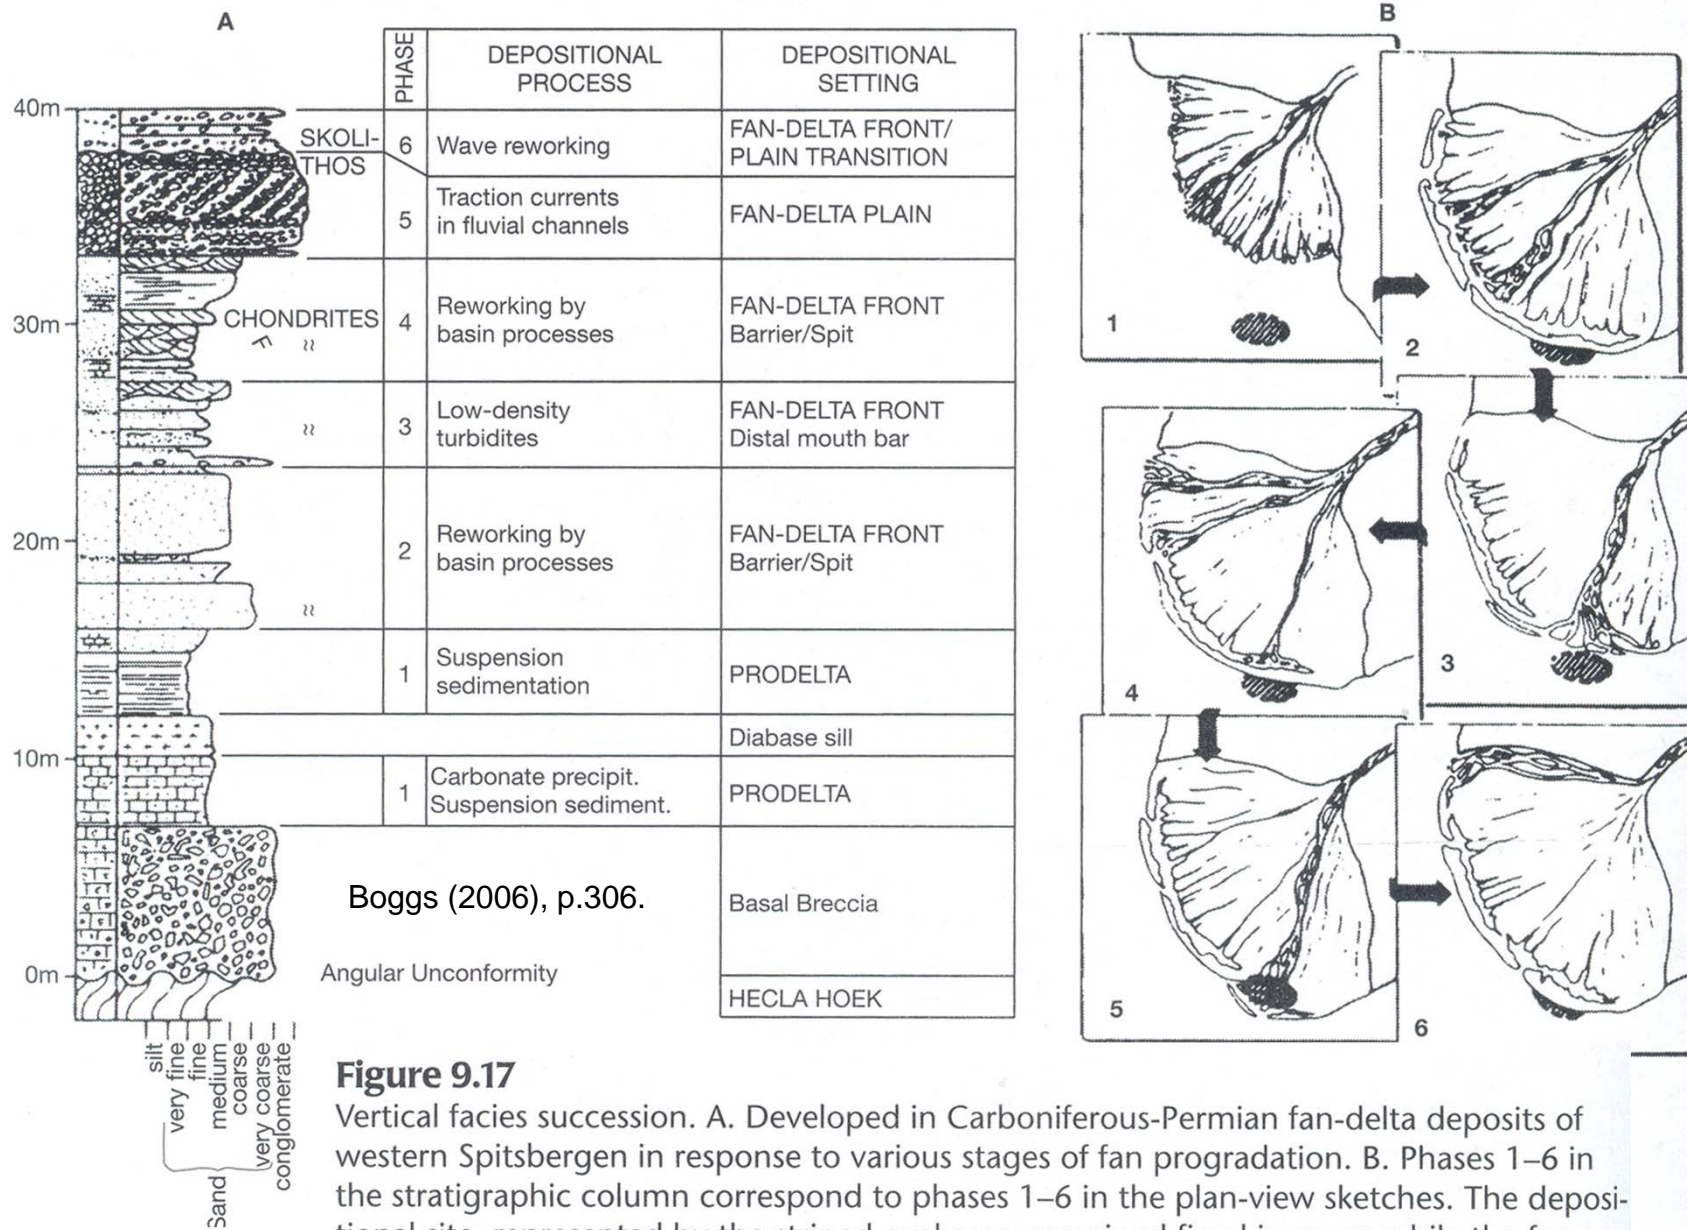 A
PHASE
DEPOSITIONAL
PROCESS
DEPOSITIONAL
SETTING
40m
30m
20m
10m
0m
SKOLI-
THOS
6
Wave reworking
FAN-DELTA FRONT/
PLAIN TRANSITION
5
Traction currents
in fluvial channels
FAN-DELTA PLAIN
CHONDRITES
4
Reworking by
basin processes
FAN-DELTA FRONT
Barrier/Spit
3
Low-density
turbidites
FAN-DELTA FRONT
Distal mouth bar
2
Reworking by
basin processes
FAN-DELTA FRONT
Barrier/Spit
1
Suspension
sedimentation
PRODELTA
Diabase sill
1
Carbonate precipit.
Suspension sediment.
PRODELTA
Boggs (2006), p.306.
Basal Breccia
Angular Unconformity
HECLA HOEK
silt
very fine
fine
medium
coarse
very coarse
conglomerate
Sand
B
1
2
3
4
5
6
Figure 9.17
Vertical facies succession. A. Developed in Carboniferous-Permian fan-delta deposits of
western Spitsbergen in response to various stages of fan progradation. B. Phases 1–6 in
the stratigraphic column correspond to phases 1–6 in the plan-view sketches. The deposi-